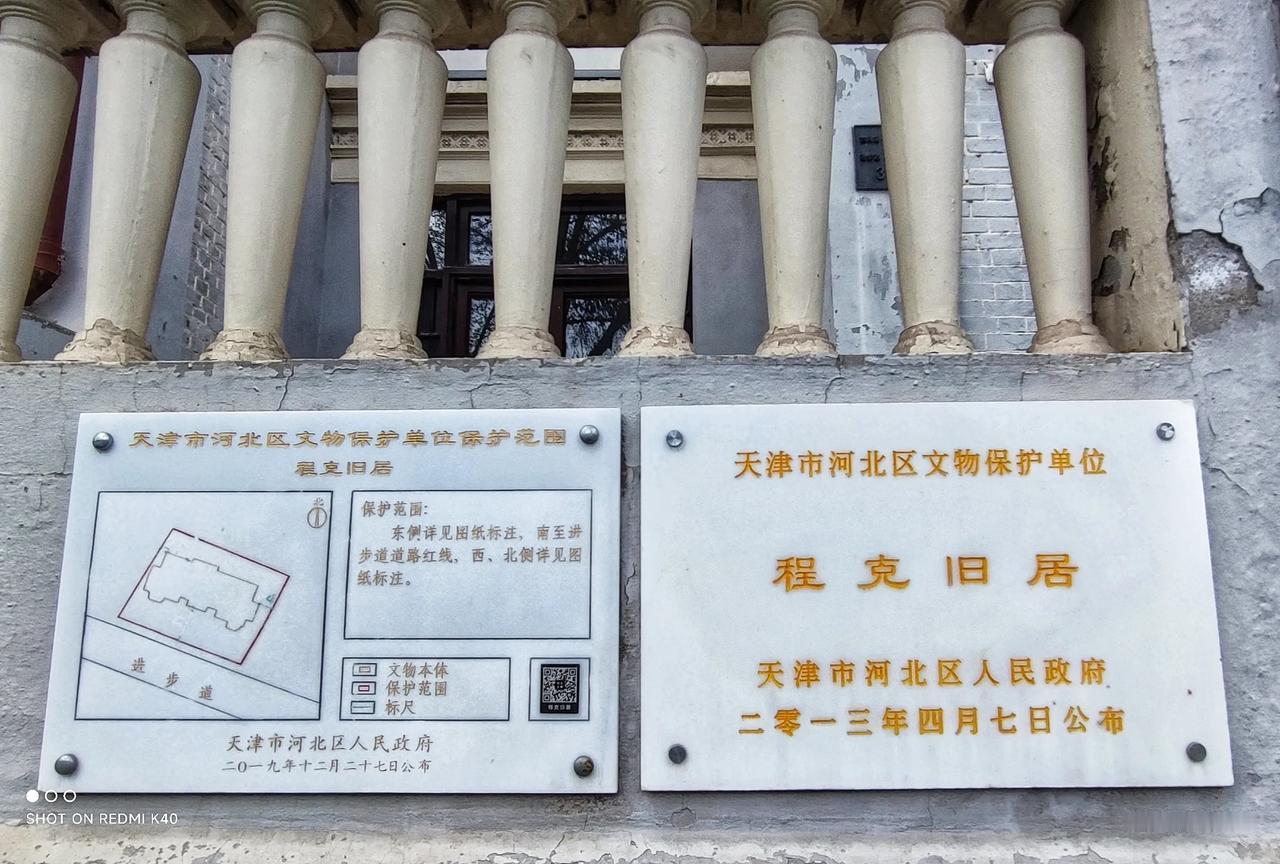 天津市河北区文物保护单位保护范围
程克旧居
北
进步道
保护范围：
东侧详见图纸标注，南至进
步道道路红线，西、北侧详见图
纸标注。
文物本体
保护范围
标尺
程克旧居
天津市河北区人民政府
二〇一九年十二月二十七日公布
天津市河北区文物保护单位
程克旧居
天津市河北区人民政府
二零一三年四月七日公布
SHOT ON REDMI K40